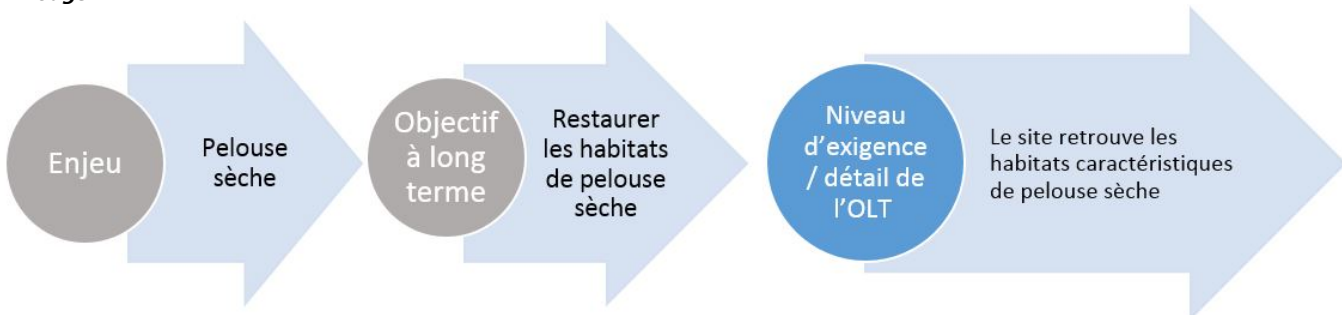 Enjeu
Pelouse
sèche
Objectif
à long
terme
Restaurer
les habitats
de pelouse
sèche
Niveau
d’exigence
/ détail de
l’OLT
Le site retrouve les
habitats caractéristiques
de pelouse sèche